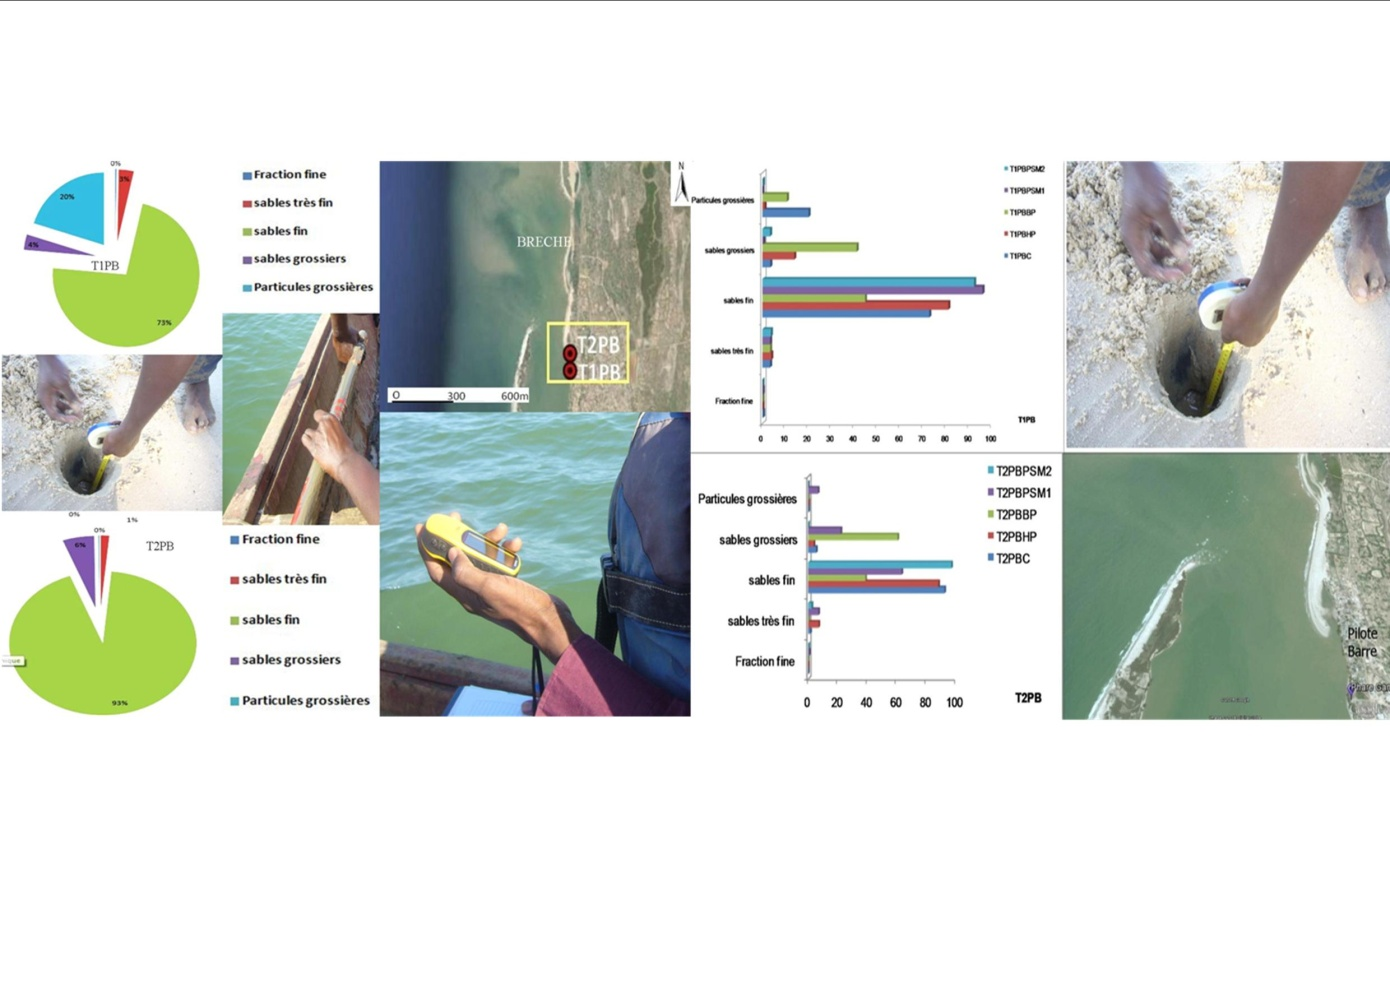 0%
3%
20%
4%
T1PB
73%
Fraction fine
sables très fin
sables fin
sables grossiers
Particules grossières
0%
1%
0%
6%
T2PB
93%
Fraction fine
sables très fin
sables fin
sables grossiers
Particules grossières
N
BRECHE
T2PB
T1PB
O 300 600m
Particules grossières
sables grossiers
sables fin
sables très fin
Fraction fine
0 10 20 30 40 50 60 70 80 90 100
T1PB
T1PBPSM2
T1PBPSM1
T1PBBP
T1PBHP
T1PBC
Particules grossières
sables grossiers
sables fin
sables très fin
Fraction fine
0 20 40 60 80 100
T2PB
T2PBPSM2
T2PBPSM1
T2PBBP
T2PBHP
T2PBC
Pilote
Barre